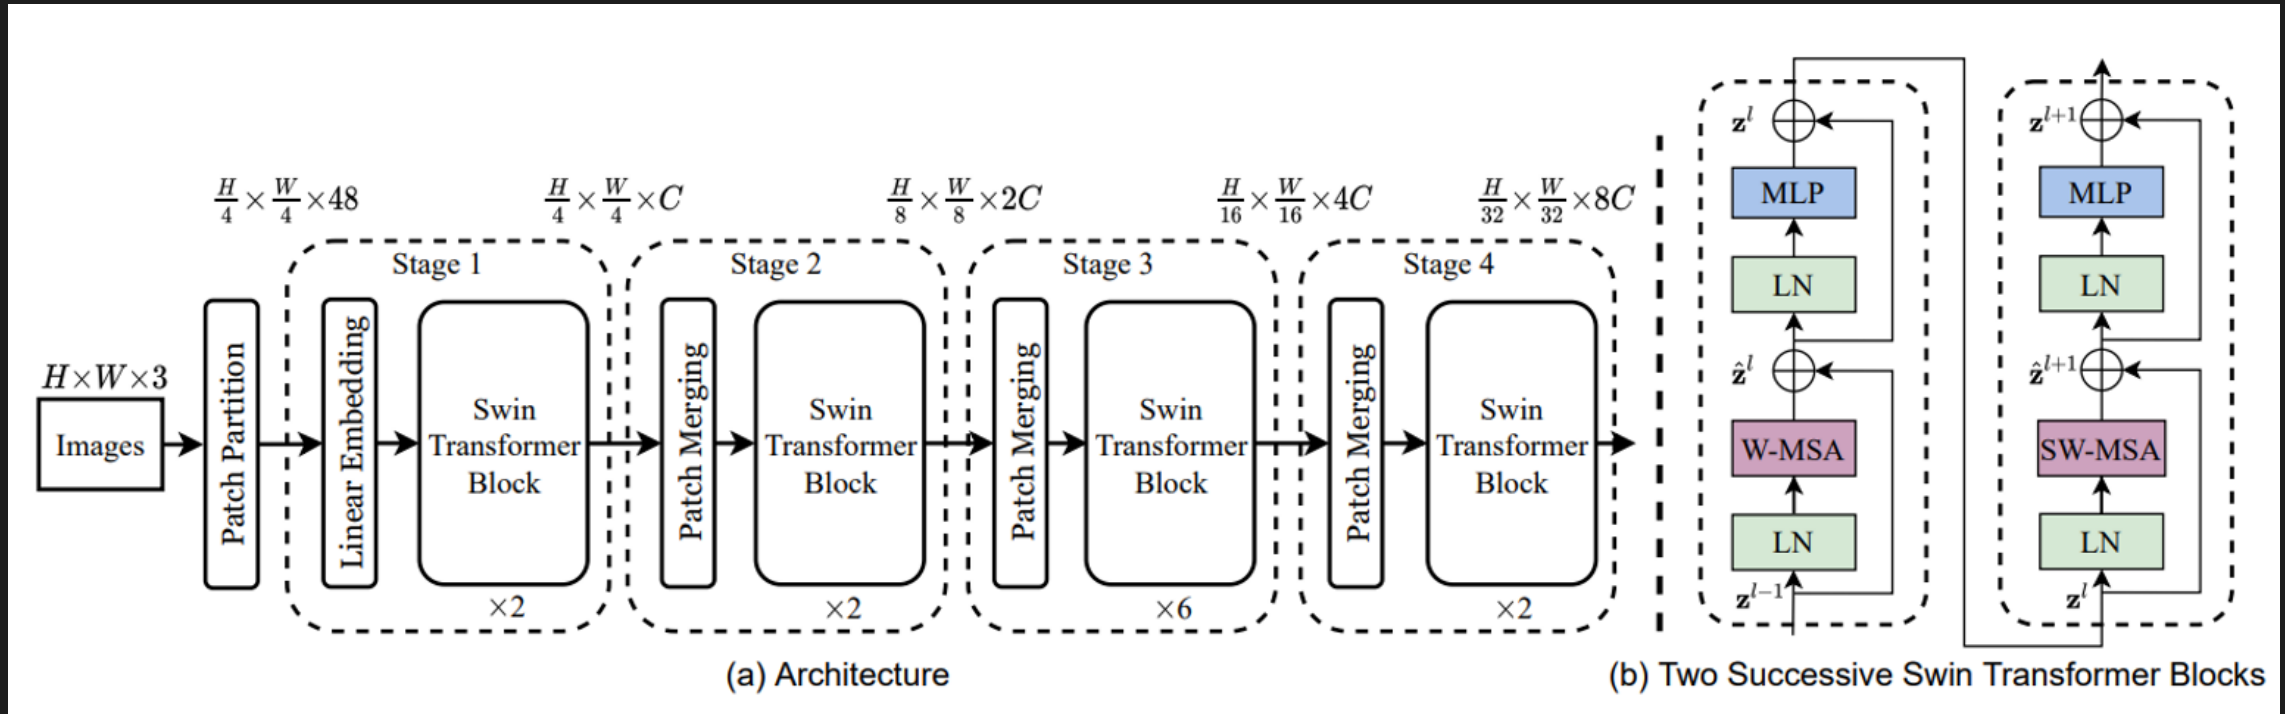 H/4 × W/4 × 48
H/4 × W/4 × C
H/8 × W/8 × 2C
H/16 × W/16 × 4C
H/32 × W/32 × 8C
Stage 1
Stage 2
Stage 3
Stage 4
H×W×3
Images
Patch Partition
Linear Embedding
Swin
Transformer
Block
×2
Patch Merging
Swin
Transformer
Block
×2
Patch Merging
Swin
Transformer
Block
×6
Patch Merging
Swin
Transformer
Block
×2
(a) Architecture
z^l
MLP
LN
ẑ^l
W-MSA
LN
z^{l-1}
z^{l+1}
MLP
LN
ẑ^{l+1}
SW-MSA
LN
z^l
(b) Two Successive Swin Transformer Blocks